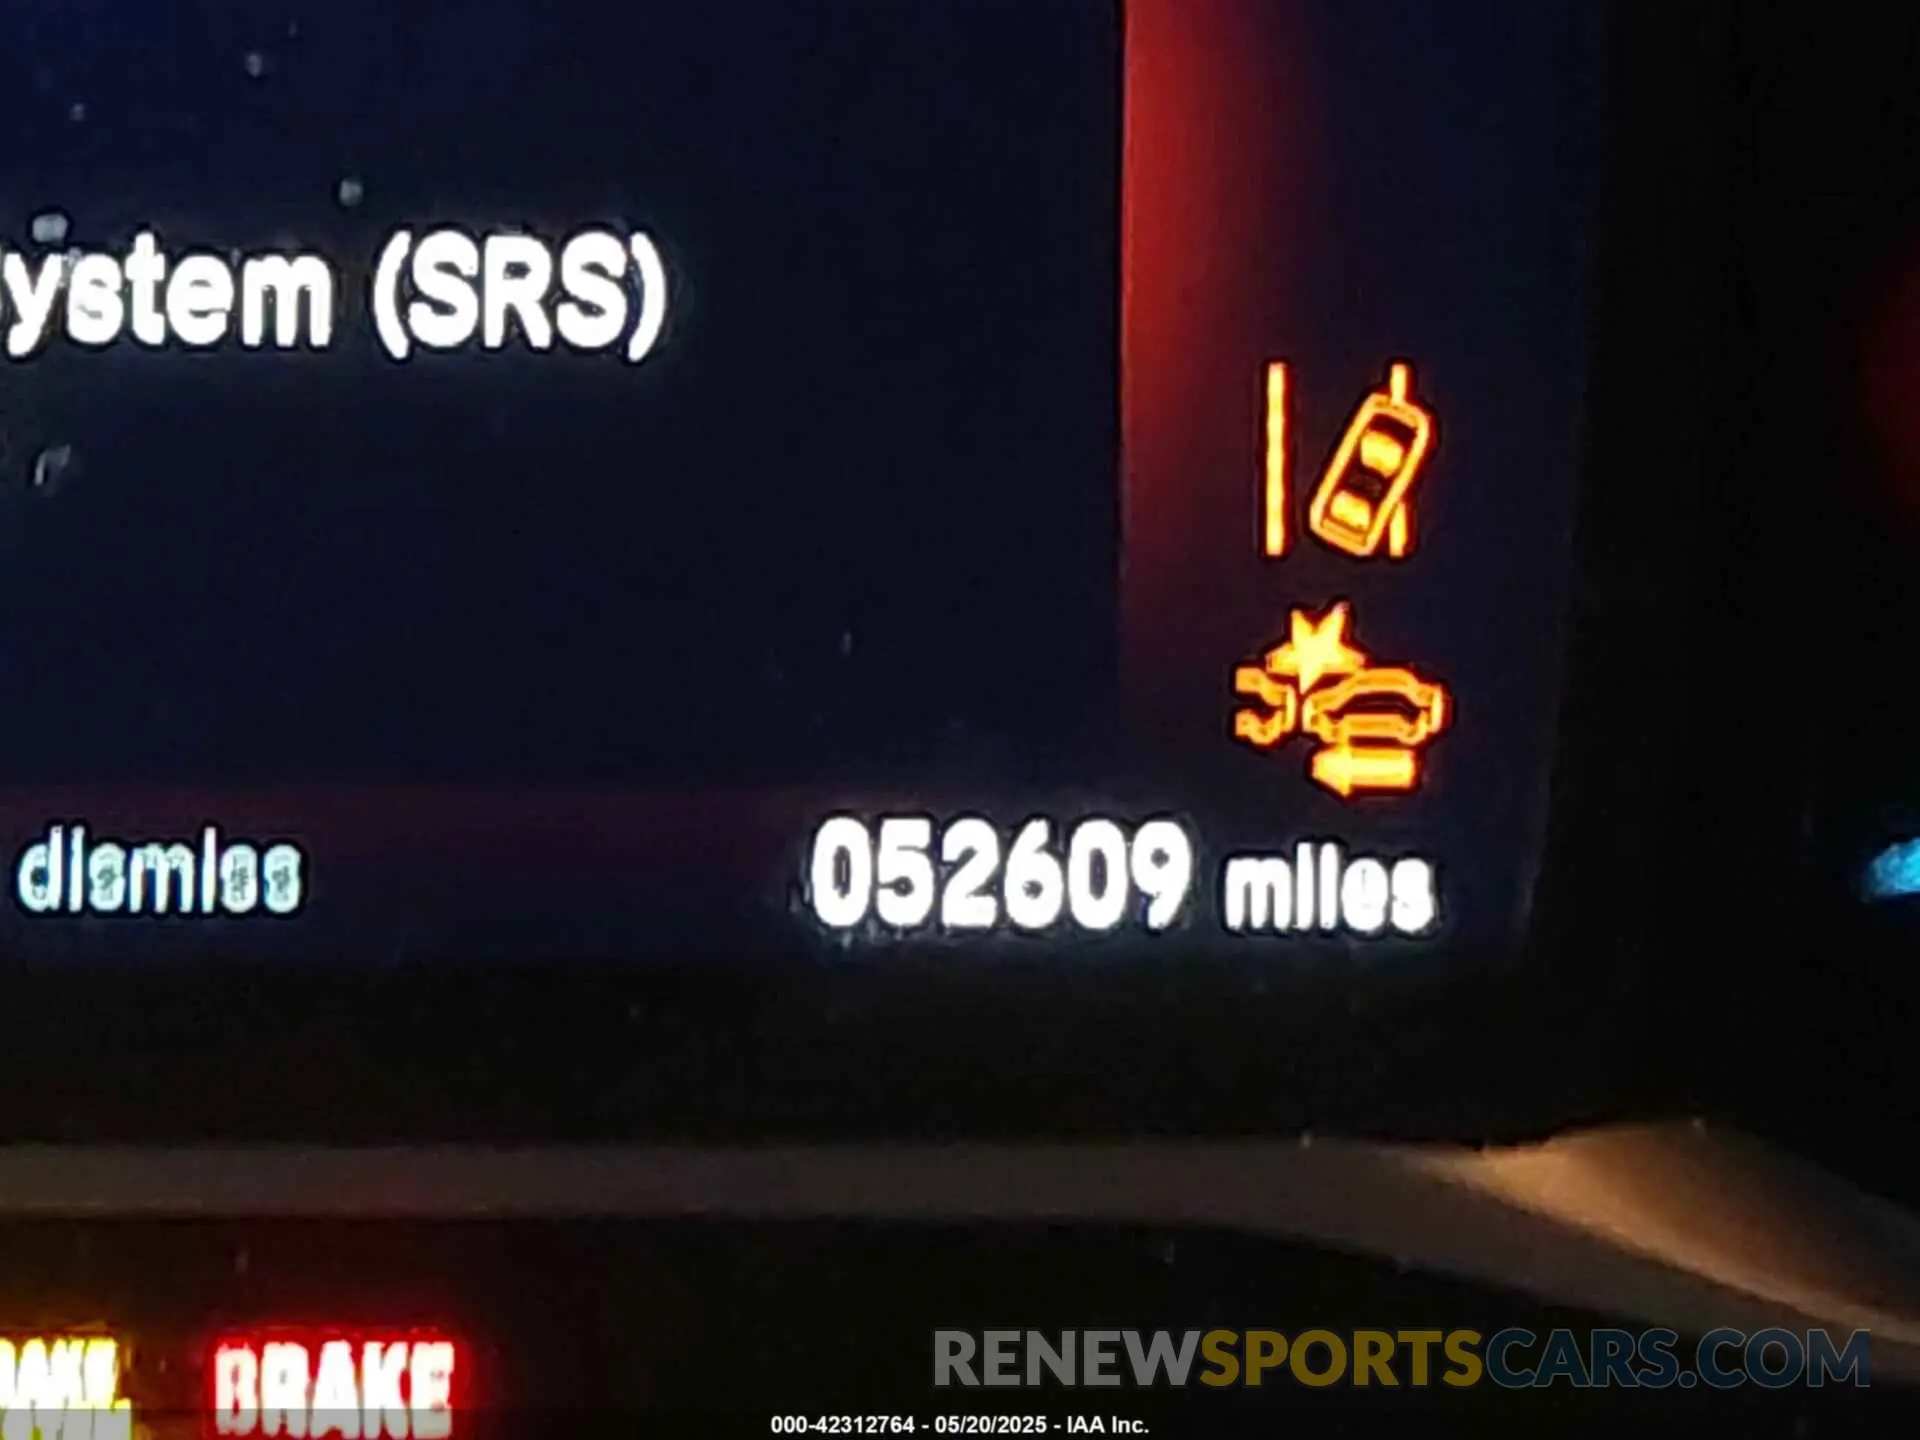 ystem (SRS)
dismiss
052609 miles
BRAKE
RENEWSPORTSCARS.COM
000-42312764 - 05/20/2025 - IAA Inc.